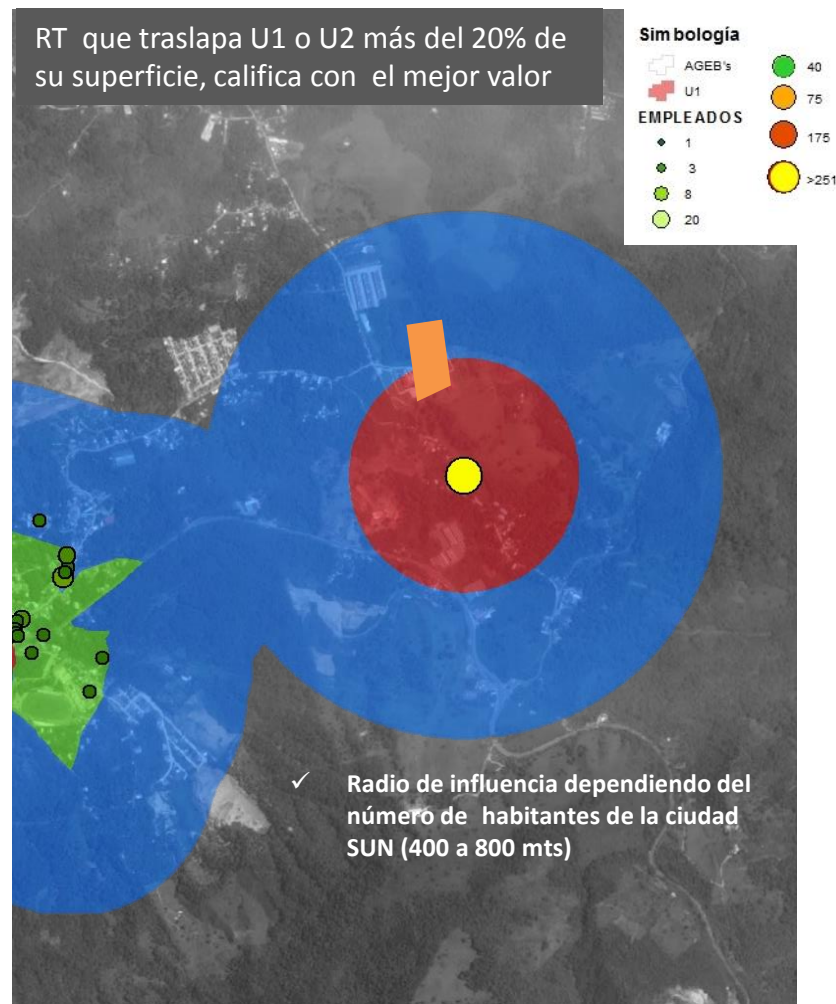 RT que traslapa U1 o U2 más del 20% de
su superficie, califica con el mejor valor
Sim bología
AGEB's
U1
EMPLEADOS
1
3
8
20
40
75
175
>251
✓ Radio de influencia dependiendo del
número de habitantes de la ciudad
SUN (400 a 800 mts)